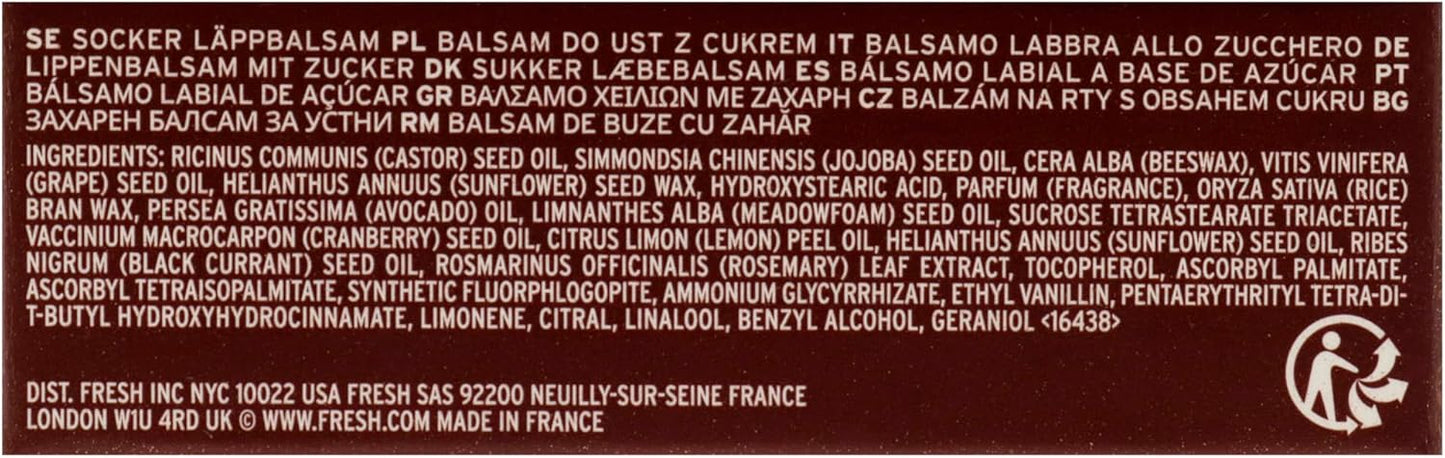 SE SOCKER LÄPPBALSAM PL BALSAM DO UST Z CUKREM IT BALSAMO LABBRA ALLO ZUCCHERO DE
LIPPENBALSAM MIT ZUCKER DK SUKKER LÆBEBALSAM ES BÁLSAMO LABIAL A BASE DE AZÚCAR PT
BÁLSAMO LABIAL DE AÇÚCAR GR ΒΑΛΣΑΜΟ ΧΕΙΛΙΩΝ ΜΕ ΖΑΧΑΡΗ CZ BALZÁM NA RTY S OBSAHEM CUKRU BG
ЗАХАРЕН БАЛСАМ ЗА УСТНИ RM BALSAM DE BUZE CU ZAHĂR
INGREDIENTS: RICINUS COMMUNIS (CASTOR) SEED OIL, SIMMONDSIA CHINENSIS (JOJOBA) SEED OIL, CERA ALBA (BEESWAX), VITIS VINIFERA
(GRAPE) SEED OIL, HELIANTHUS ANNUUS (SUNFLOWER) SEED WAX, HYDROXYSTEARIC ACID, PARFUM (FRAGRANCE), ORYZA SATIVA (RICE)
BRAN WAX, PERSEA GRATISSIMA (AVOCADO) OIL, LIMNANTHES ALBA (MEADOWFOAM) SEED OIL, SUCROSE TETRASTEARATE TRIACETATE,
VACCINIUM MACROCARPON (CRANBERRY) SEED OIL, CITRUS LIMON (LEMON) PEEL OIL, HELIANTHUS ANNUUS (SUNFLOWER) SEED OIL, RIBES
NIGRUM (BLACK CURRANT) SEED OIL, ROSMARINUS OFFICINALIS (ROSEMARY) LEAF EXTRACT, TOCOPHEROL, ASCORBYL PALMITATE,
ASCORBYL TETRAISOPALMITATE, SYNTHETIC FLUORPHLOGOPITE, AMMONIUM GLYCYRRHIZATE, ETHYL VANILLIN, PENTAERYTHRITYL TETRA-DI-
T-BUTYL HYDROXYHYDROCINNAMATE, LIMONENE, CITRAL, LINALOOL, BENZYL ALCOHOL, GERANIOL <16438>
DIST. FRESH INC NYC 10022 USA FRESH SAS 92200 NEUILLY-SUR-SEINE FRANCE
LONDON W1U 4RD UK © WWW.FRESH.COM MADE IN FRANCE